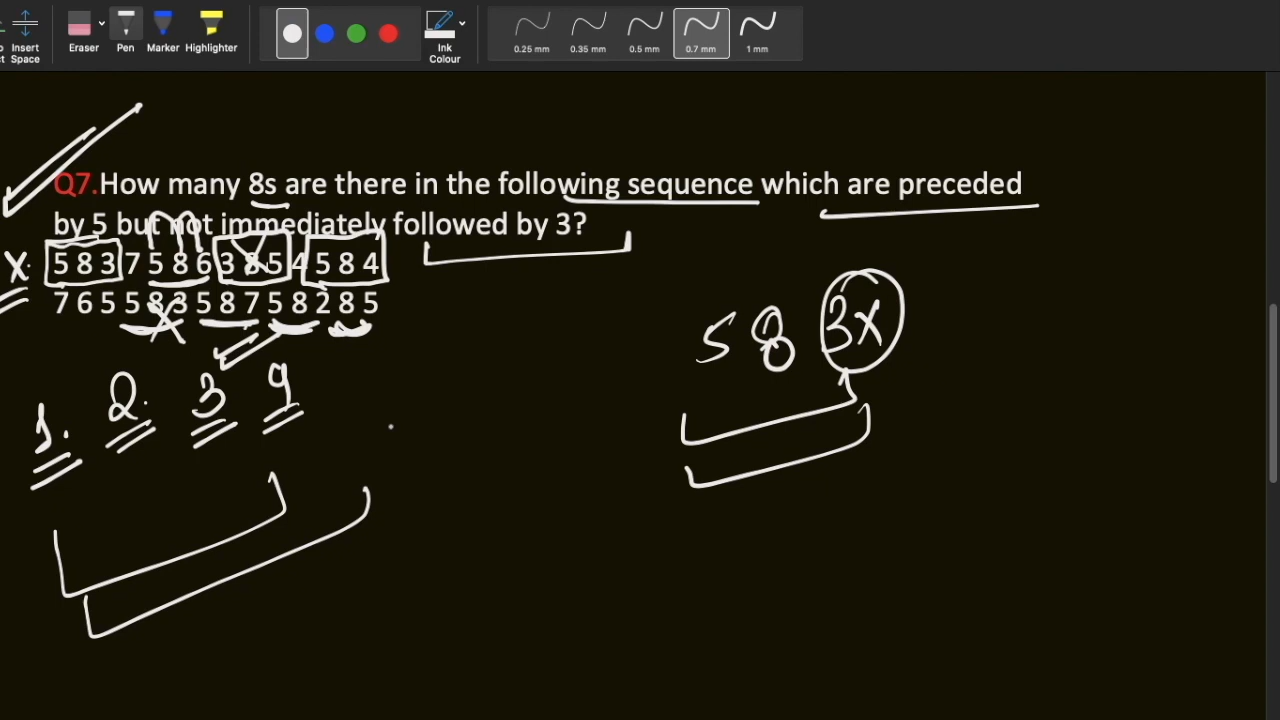 Insert
Space
ct
Eraser
Pen
Marker
Highlighter
Ink
Colour
0.25 mm
0.35 mm
0.5 mm
0.7 mm
1 mm
Q7.How many 8s are there in the following sequence which are preceded
by 5 but not immediately followed by 3?
X. 5 8 3 7 5 8 6 3 8 5 4 5 8 4
7 6 5 5 8 3 5 8 7 5 8 2 8 5
5 8 3x
1. 2. 3 4